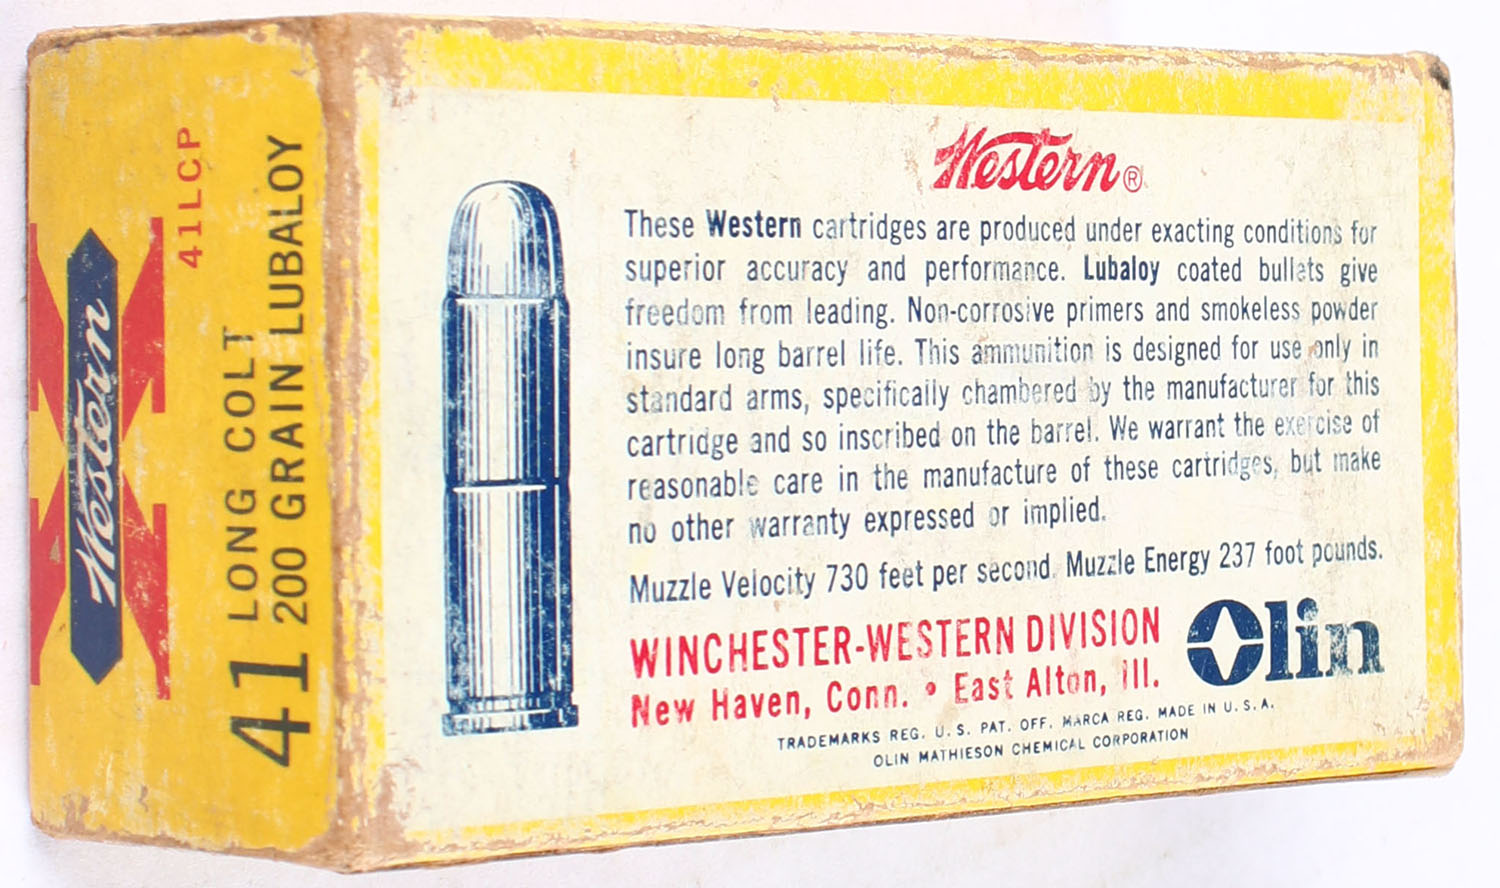 Western
41LCP
41 LONG COLT
200 GRAIN LUBALOY
Western®
These Western cartridges are produced under exacting conditions for
superior accuracy and performance. Lubaloy coated bullets give
freedom from leading. Non-corrosive primers and smokeless powder
insure long barrel life. This ammunition is designed for use only in
standard arms, specifically chambered by the manufacturer for this
cartridge and so inscribed on the barrel. We warrant the exercise of
reasonable care in the manufacture of these cartridges, but make
no other warranty expressed or implied.
Muzzle Velocity 730 feet per second. Muzzle Energy 237 foot pounds.
WINCHESTER-WESTERN DIVISION
New Haven, Conn. • East Alton, Ill.
Olin
TRADEMARKS REG. U.S. PAT. OFF. MARCA REG. MADE IN U.S.A.
OLIN MATHIESON CHEMICAL CORPORATION